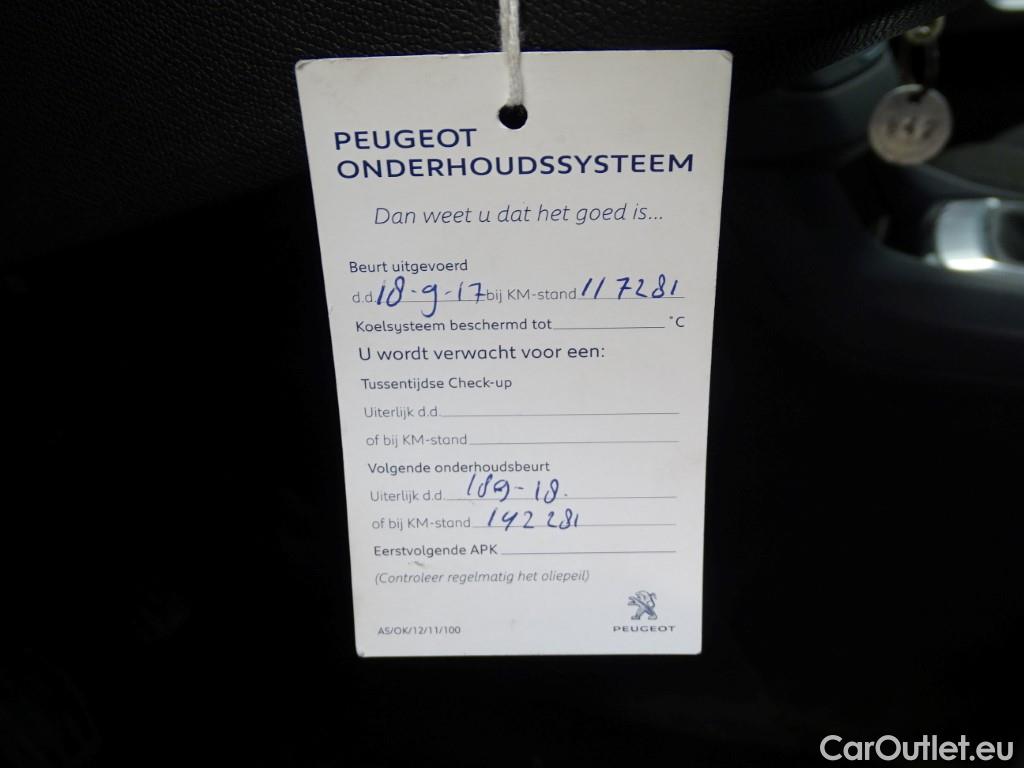 PEUGEOT
ONDERHOUDSSYSTEEM
Dan weet u dat het goed is...
Beurt uitgevoerd
d.d. 18-9-17 bij KM-stand 117281
Koelsysteem beschermd tot °C
U wordt verwacht voor een:
Tussentijdse Check-up
Uiterlijk d.d.
of bij KM-stand
Volgende onderhoudsbeurt
Uiterlijk d.d. 189-18.
of bij KM-stand 142281
Eerstvolgende APK
(Controleer regelmatig het oliepeil)
AS/OK/12/11/100
PEUGEOT
CarOutlet.eu